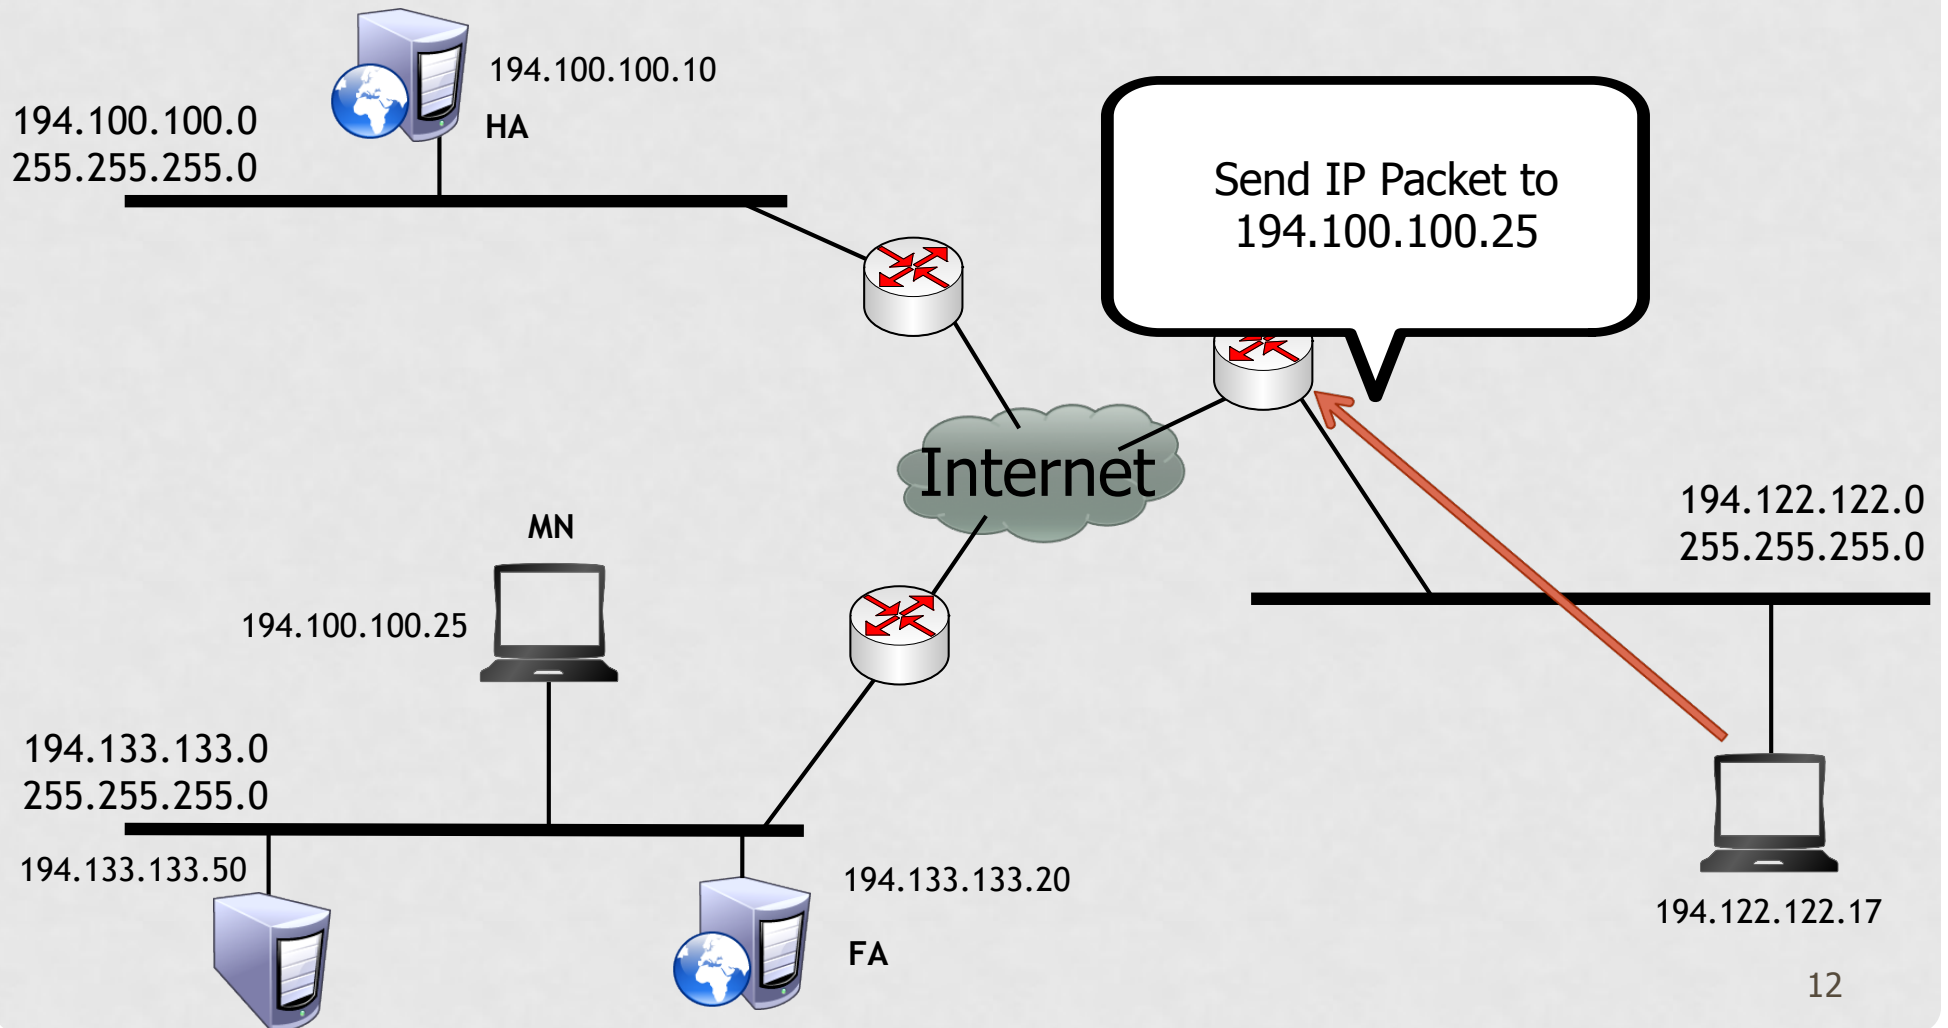 194.100.100.10
HA
194.100.100.0
255.255.255.0
Send IP Packet to
194.100.100.25
Internet
194.122.122.0
255.255.255.0
MN
194.100.100.25
194.133.133.0
255.255.255.0
194.133.133.50
194.133.133.20
FA
194.122.122.17
12